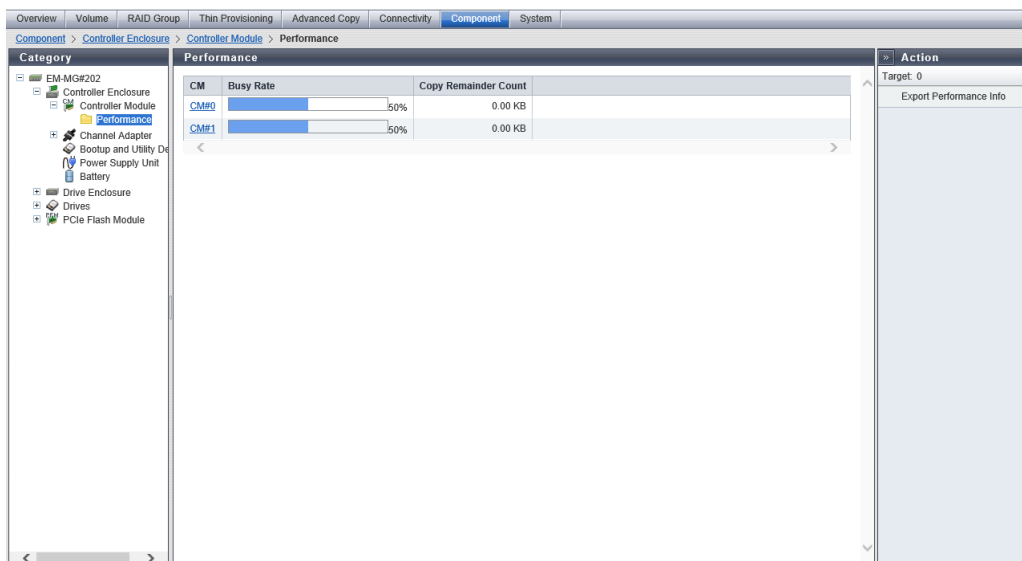 Overview Volume RAID Group Thin Provisioning Advanced Copy Connectivity Component System
Component > Controller Enclosure > Controller Module > Performance
Category
EM-MG#202
Controller Enclosure
Controller Module
Performance
Channel Adapter
Bootup and Utility De
Power Supply Unit
Battery
Drive Enclosure
Drives
PCIe Flash Module
Performance
CM Busy Rate Copy Remainder Count
CM#0 50% 0.00 KB
CM#1 50% 0.00 KB
» Action
Target: 0
Export Performance Info